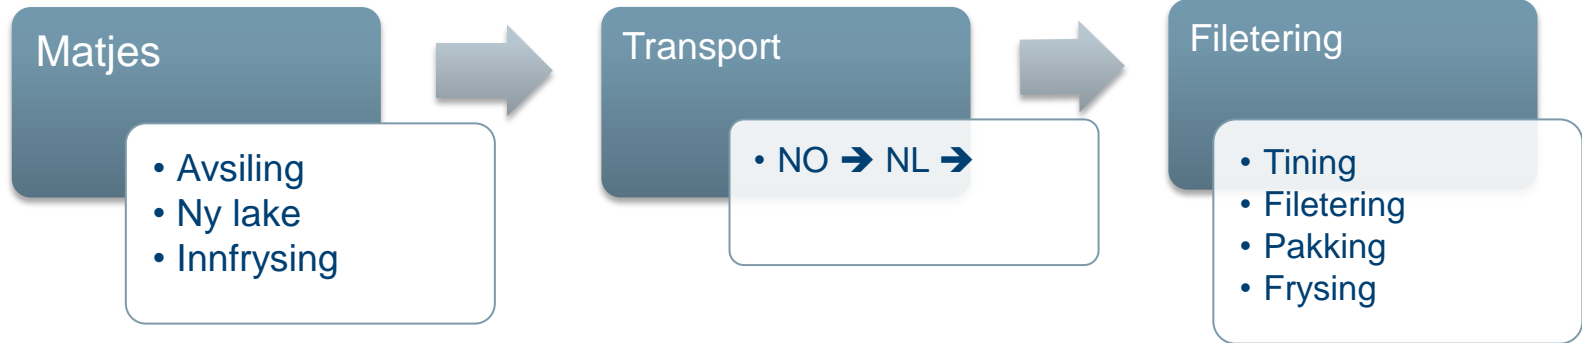 Matjes
• Avsiling
• Ny lake
• Innfrysing
Transport
• NO ➔ NL ➔
Filetering
• Tining
• Filetering
• Pakking
• Frysing